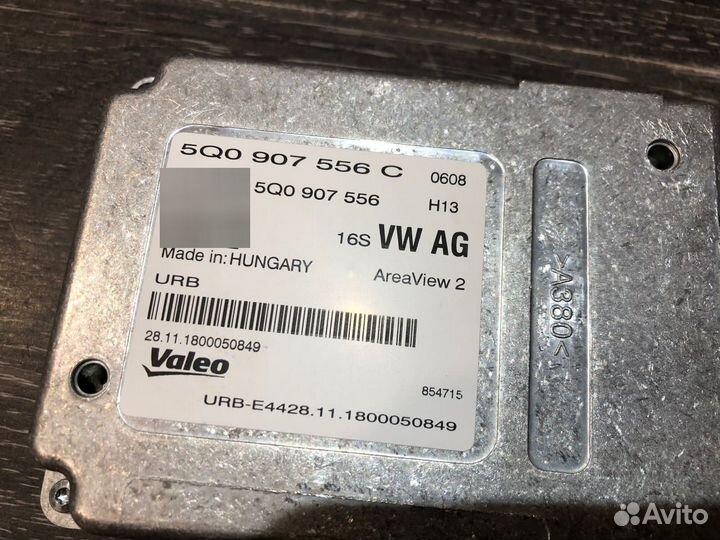 5Q0 907 556 C
0608
5Q0 907 556
H13
16S VW AG
Made in: HUNGARY
AreaView 2
URB
28.11.1800050849
Valeo
854715
URB-E4428.11.1800050849
>A380<
Avito